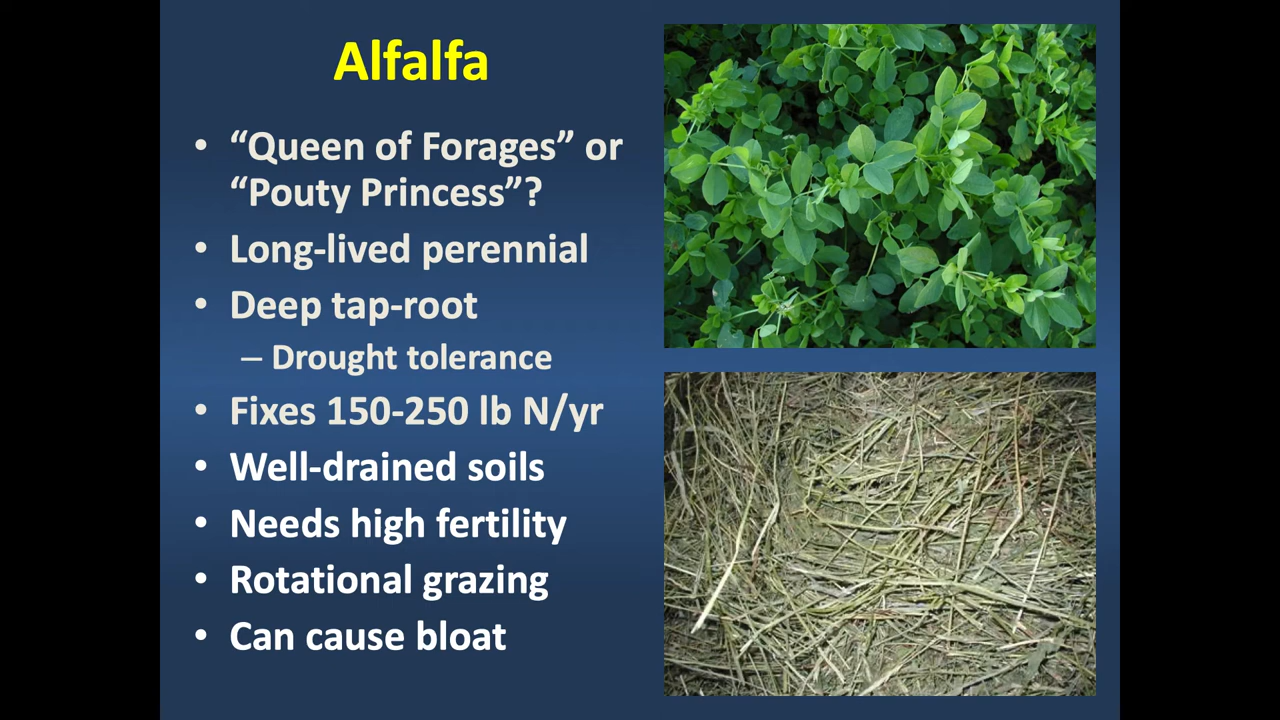 Alfalfa
• “Queen of Forages” or
“Pouty Princess”?
• Long-lived perennial
• Deep tap-root
– Drought tolerance
• Fixes 150-250 lb N/yr
• Well-drained soils
• Needs high fertility
• Rotational grazing
• Can cause bloat